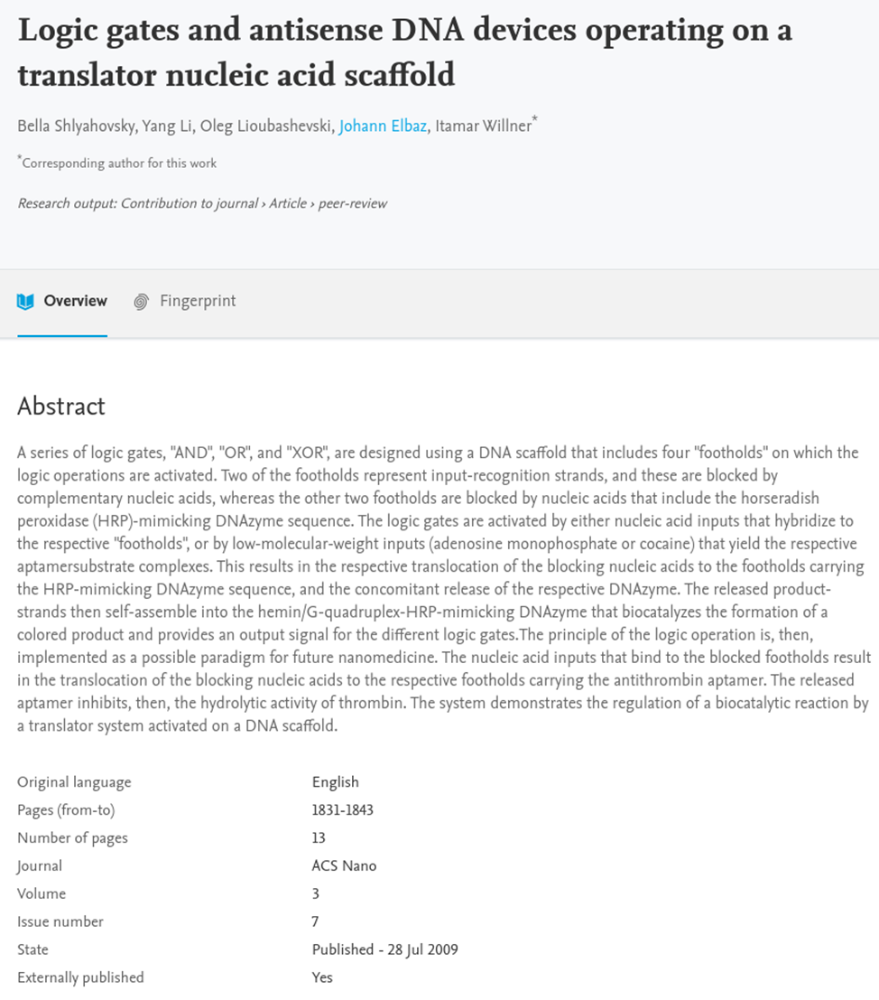 Logic gates and antisense DNA devices operating on a
translator nucleic acid scaffold
Bella Shlyahovsky, Yang Li, Oleg Lioubashevski, Johann Elbaz, Itamar Willner*
*Corresponding author for this work
Research output: Contribution to journal › Article › peer-review
Overview
Fingerprint
Abstract
A series of logic gates, "AND", "OR", and "XOR", are designed using a DNA scaffold that includes four "footholds" on which the
logic operations are activated. Two of the footholds represent input-recognition strands, and these are blocked by
complementary nucleic acids, whereas the other two footholds are blocked by nucleic acids that include the horseradish
peroxidase (HRP)-mimicking DNAzyme sequence. The logic gates are activated by either nucleic acid inputs that hybridize to
the respective "footholds", or by low-molecular-weight inputs (adenosine monophosphate or cocaine) that yield the respective
aptamersubstrate complexes. This results in the respective translocation of the blocking nucleic acids to the footholds carrying
the HRP-mimicking DNAzyme sequence, and the concomitant release of the respective DNAzyme. The released product-
strands then self-assemble into the hemin/G-quadruplex-HRP-mimicking DNAzyme that biocatalyzes the formation of a
colored product and provides an output signal for the different logic gates.The principle of the logic operation is, then,
implemented as a possible paradigm for future nanomedicine. The nucleic acid inputs that bind to the blocked footholds result
in the translocation of the blocking nucleic acids to the respective footholds carrying the antithrombin aptamer. The released
aptamer inhibits, then, the hydrolytic activity of thrombin. The system demonstrates the regulation of a biocatalytic reaction by
a translator system activated on a DNA scaffold.
Original language English
Pages (from-to) 1831-1843
Number of pages 13
Journal ACS Nano
Volume 3
Issue number 7
State Published - 28 Jul 2009
Externally published Yes